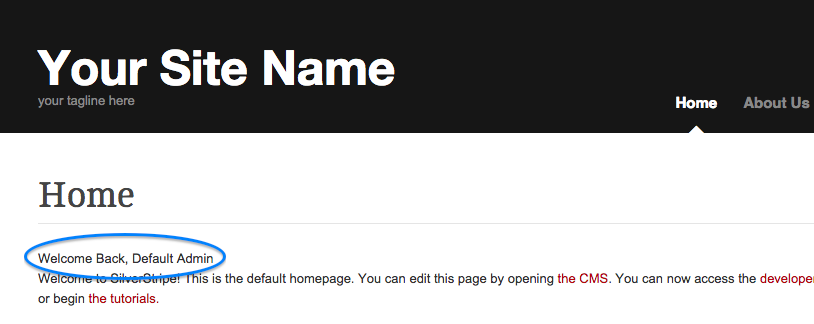 Your Site Name
your tagline here
Home About Us
Home
Welcome Back, Default Admin
Welcome to SilverStripe! This is the default homepage. You can edit this page by opening the CMS. You can now access the develope
or begin the tutorials.